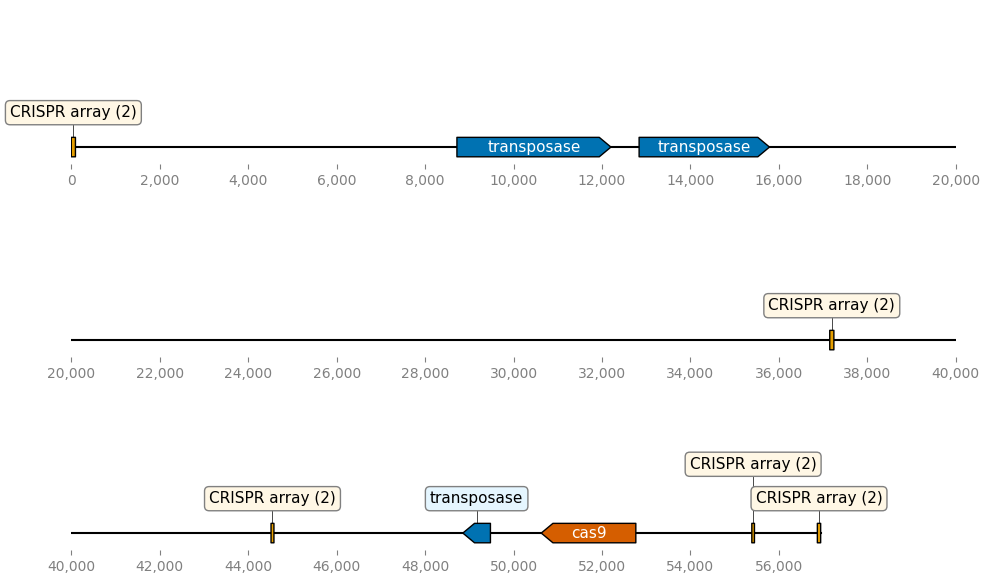 CRISPR array (2)
transposase transposase
0 2,000 4,000 6,000 8,000 10,000 12,000 14,000 16,000 18,000 20,000
CRISPR array (2)
20,000 22,000 24,000 26,000 28,000 30,000 32,000 34,000 36,000 38,000 40,000
CRISPR array (2)
CRISPR array (2) transposase CRISPR array (2)
cas9
40,000 42,000 44,000 46,000 48,000 50,000 52,000 54,000 56,000